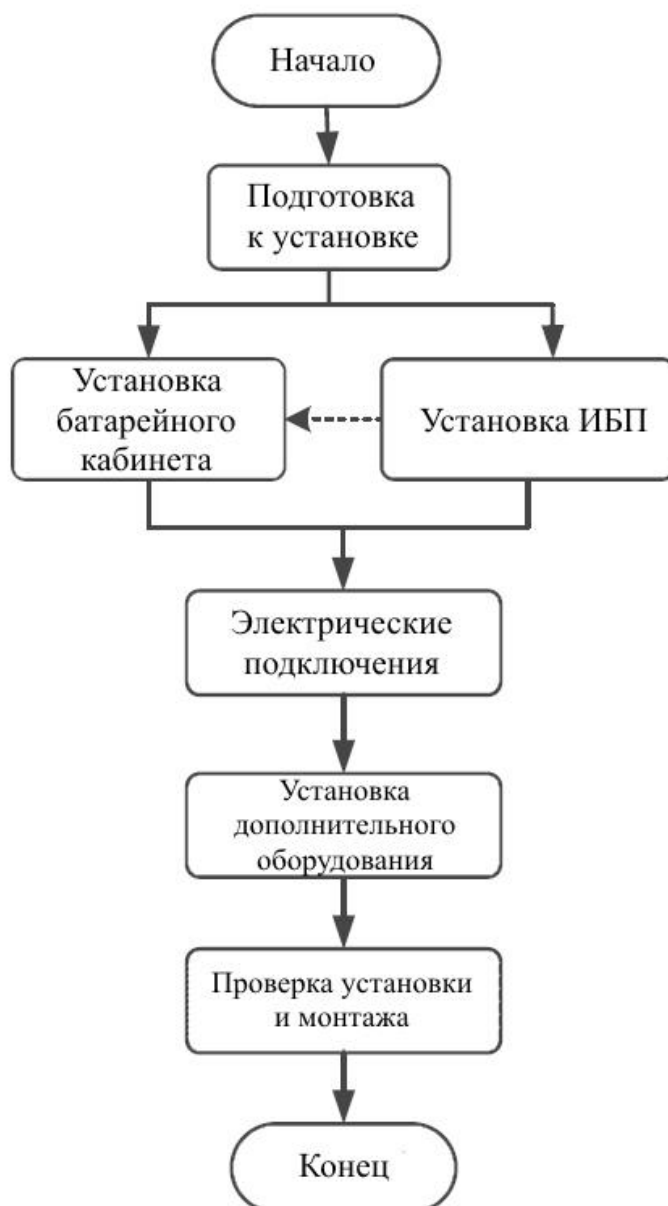 Начало
Подготовка
к установке
Установка
батарейного
кабинета
Установка ИБП
Электрические
подключения
Установка
дополнительного
оборудования
Проверка установки
и монтажа
Конец